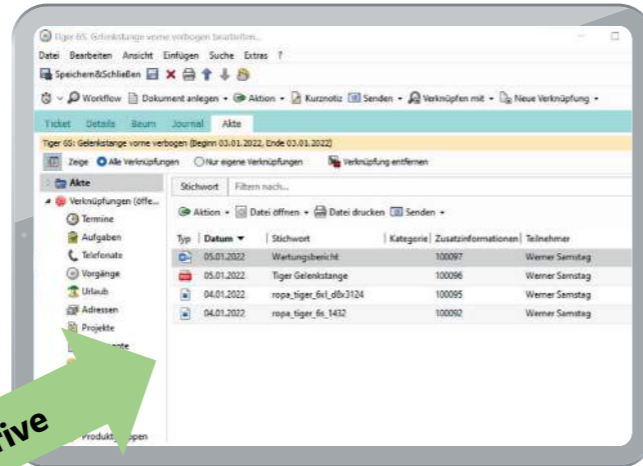 Tiger 6S: Gelenkstange vorne verbogen bearbeiten...
Datei Bearbeiten Ansicht Einfügen Suche Extras ?
Speichern&Schließen
Workflow Dokument anlegen Aktion Kurznotiz Senden Verknüpfen mit Neue Verknüpfung
Ticket Details Baum Journal Akte
Tiger 6S: Gelenkstange vorne verbogen (Beginn 03.01.2022, Ende 03.01.2022)
Zeige Alle Verknüpfungen Nur eigene Verknüpfungen Verknüpfung entfernen
Akte
Verknüpfungen (öffe...
Termine
Aufgaben
Telefonate
Vorgänge
Urlaub
Adressen
Projekte
Stichwort Filtern nach...
Aktion Datei öffnen Datei drucken Senden
Typ Datum Stichwort Kategorie Zusatzinformationen Teilnehmer
05.01.2022 Wartungsbericht 100097 Werner Samstag
05.01.2022 Tiger Gelenkstange 100096 Werner Samstag
04.01.2022 ropa_tiger_6xl_d8x3124 100095 Werner Samstag
04.01.2022 ropa_tiger_6s_1432 100092 Werner Samstag